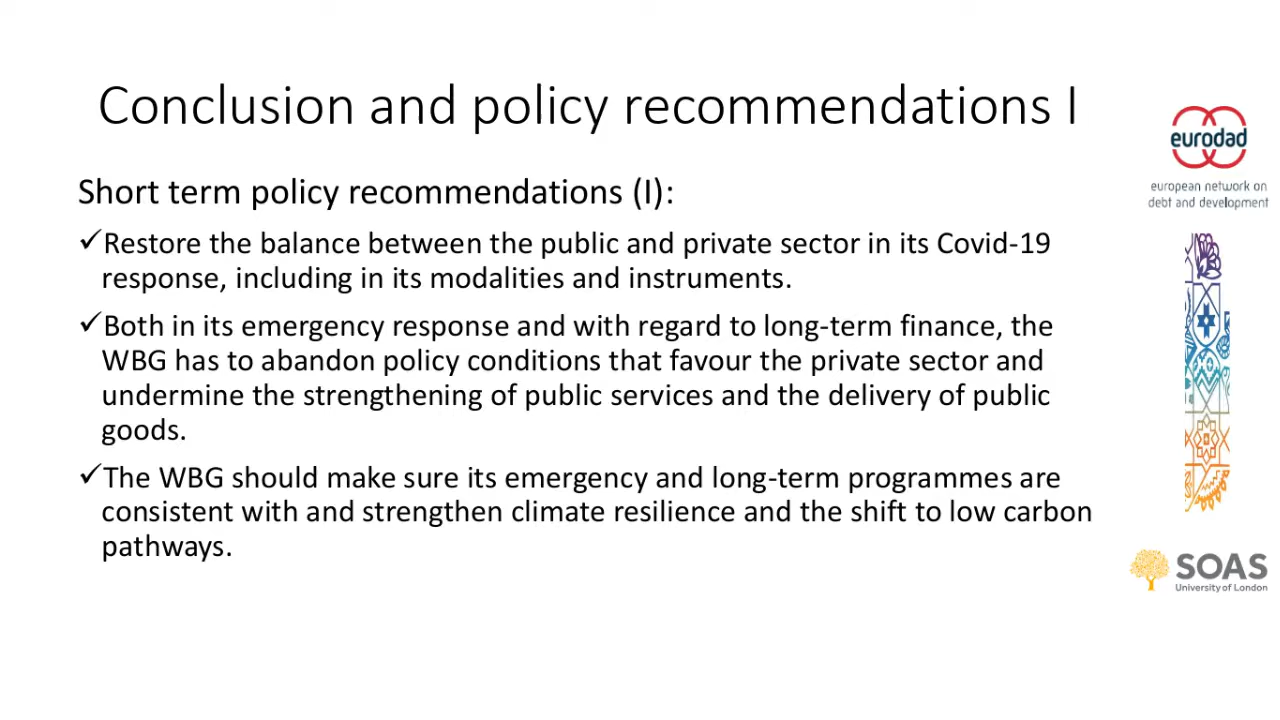 Conclusion and policy recommendations I
eurodad
european network on
debt and development
Short term policy recommendations (I):
✓Restore the balance between the public and private sector in its Covid-19
response, including in its modalities and instruments.
✓Both in its emergency response and with regard to long-term finance, the
WBG has to abandon policy conditions that favour the private sector and
undermine the strengthening of public services and the delivery of public
goods.
✓The WBG should make sure its emergency and long-term programmes are
consistent with and strengthen climate resilience and the shift to low carbon
pathways.
SOAS
University of London